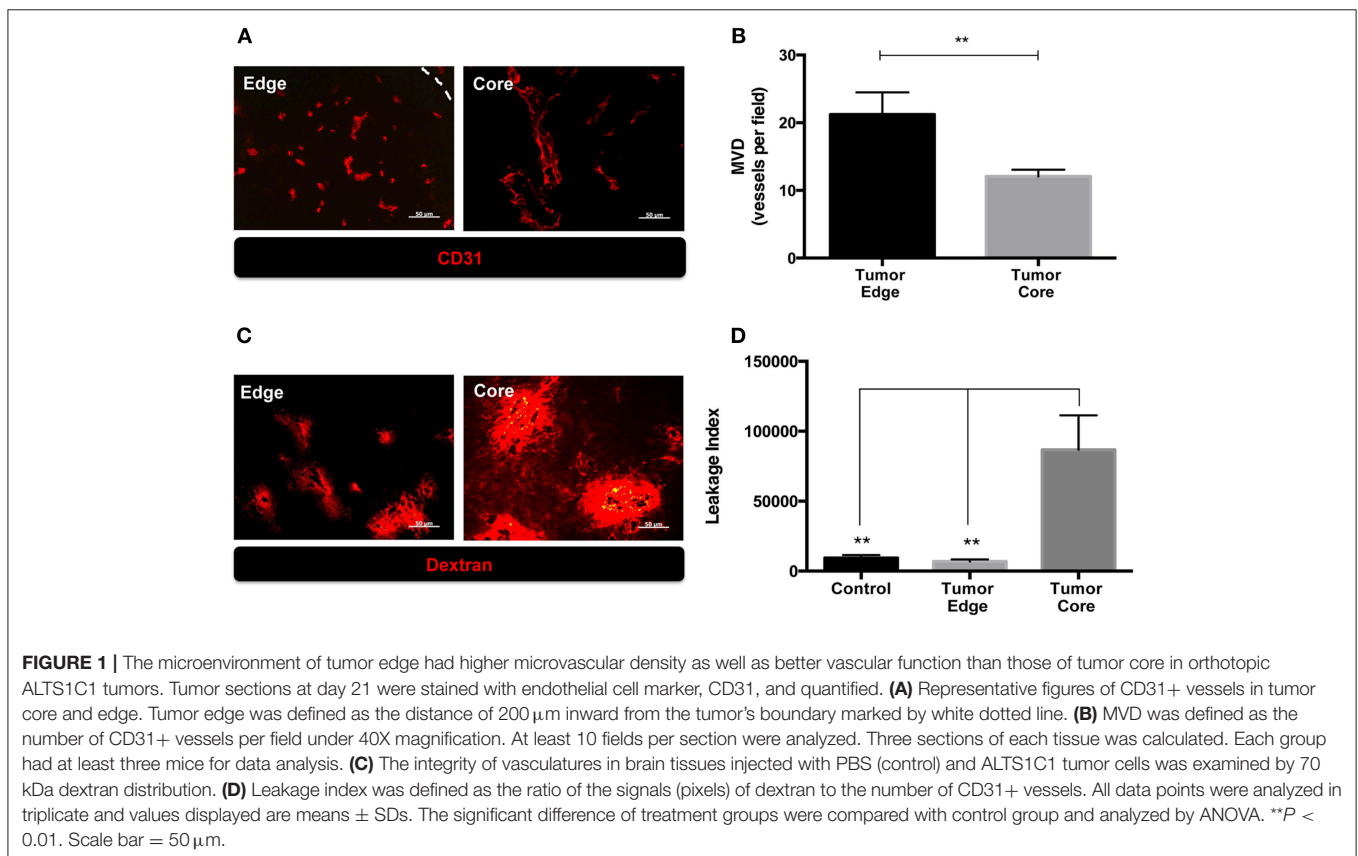 A
Edge
Core
50 µm
50 µm
CD31
B
**
30
20
10
0
MVD
(vessels per field)
Tumor
Edge
Tumor
Core
C
Edge
Core
50 µm
50 µm
Dextran
D
150000
100000
50000
0
Leakage Index
**
**
Control
Tumor
Edge
Tumor
Core
FIGURE 1 | The microenvironment of tumor edge had higher microvascular density as well as better vascular function than those of tumor core in orthotopic
ALTS1C1 tumors. Tumor sections at day 21 were stained with endothelial cell marker, CD31, and quantified. (A) Representative figures of CD31+ vessels in tumor
core and edge. Tumor edge was defined as the distance of 200 µm inward from the tumor's boundary marked by white dotted line. (B) MVD was defined as the
number of CD31+ vessels per field under 40X magnification. At least 10 fields per section were analyzed. Three sections of each tissue was calculated. Each group
had at least three mice for data analysis. (C) The integrity of vasculatures in brain tissues injected with PBS (control) and ALTS1C1 tumor cells was examined by 70
kDa dextran distribution. (D) Leakage index was defined as the ratio of the signals (pixels) of dextran to the number of CD31+ vessels. All data points were analyzed in
triplicate and values displayed are means ± SDs. The significant difference of treatment groups were compared with control group and analyzed by ANOVA. **P <
0.01. Scale bar = 50 µm.